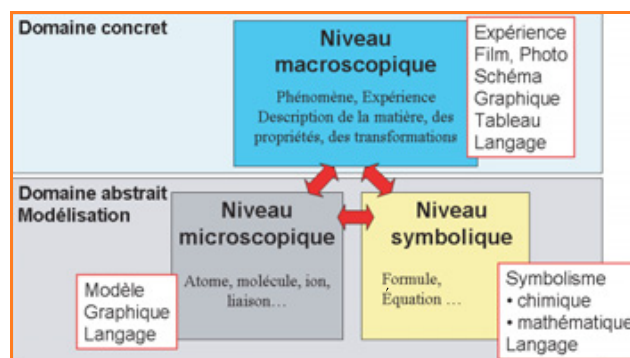 Domaine concret
Niveau
macroscopique
Phénomène, Expérience
Description de la matière, des
propriétés, des transformations
Expérience
Film, Photo
Schéma
Graphique
Tableau
Langage
Domaine abstrait
Modélisation
Niveau
microscopique
Atome, molécule, ion,
liaison…
Modèle
Graphique
Langage
Niveau
symbolique
Formule,
Équation …
Symbolisme
• chimique
• mathématique
Langage